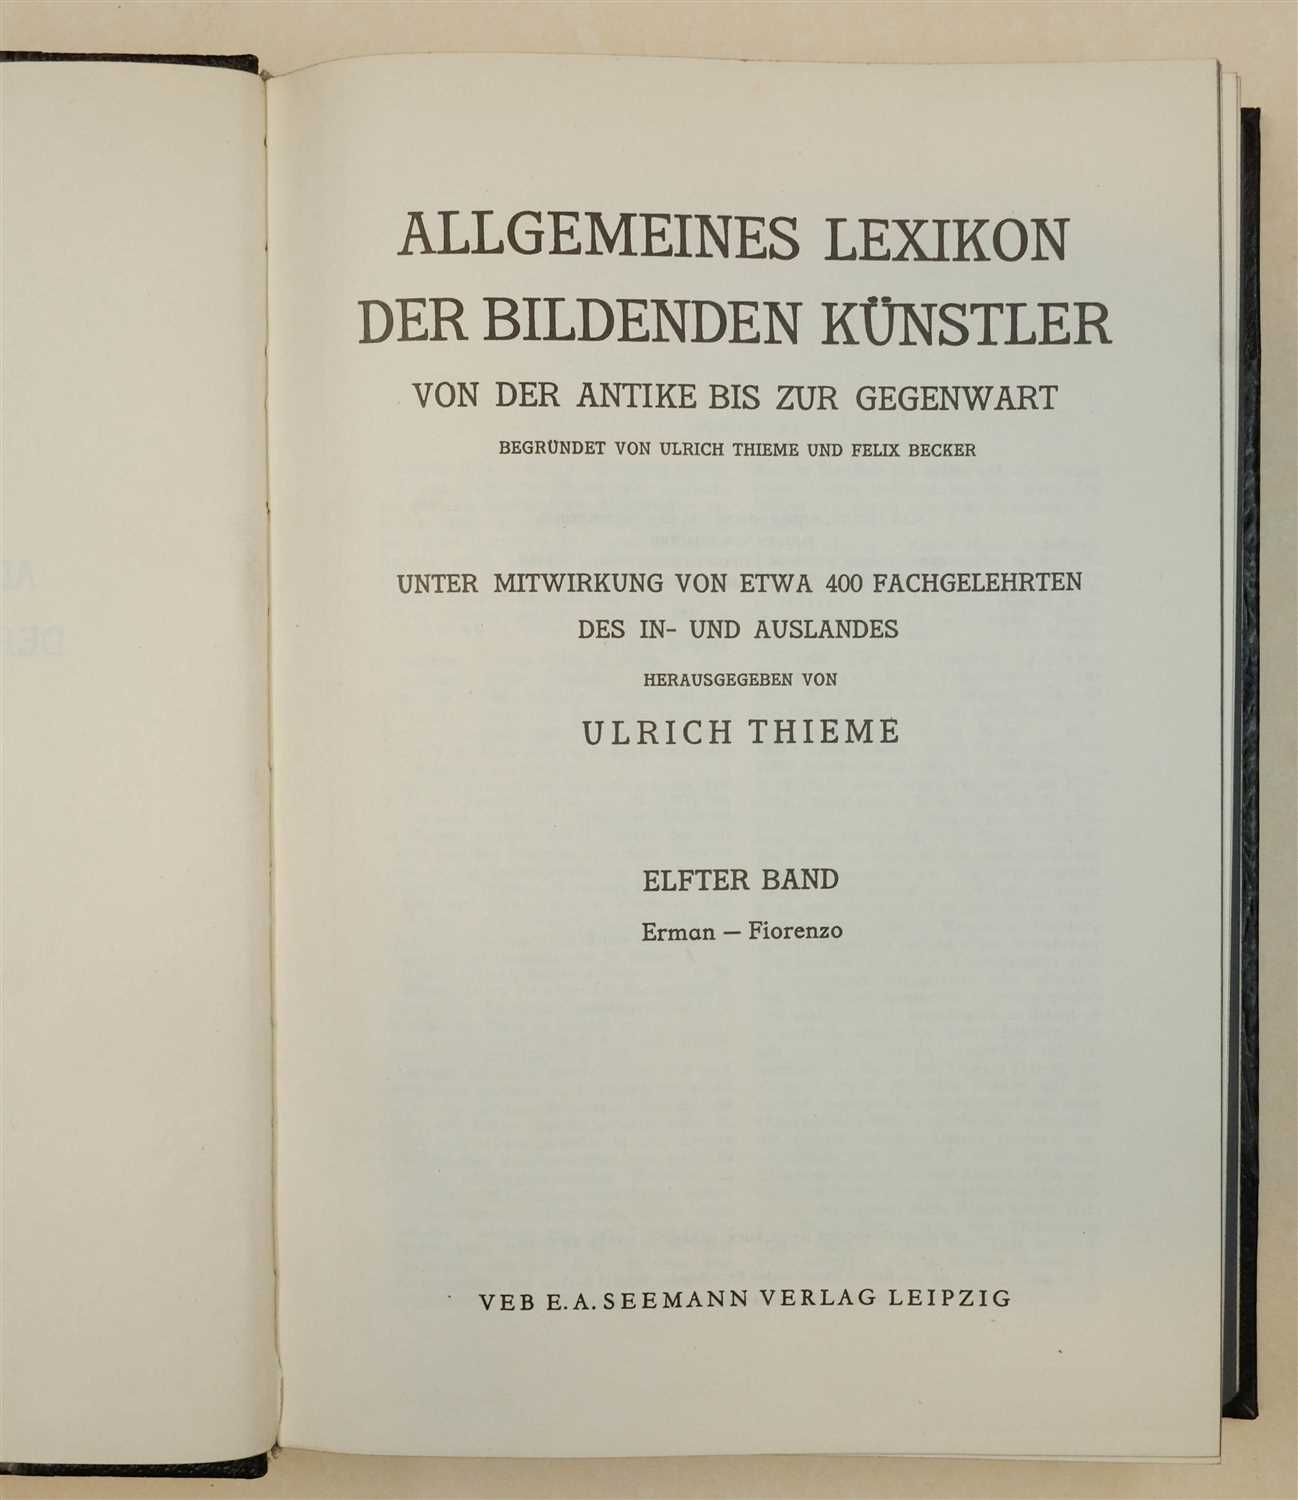 ALLGEMEINES LEXIKON
DER BILDENDEN KÜNSTLER
VON DER ANTIKE BIS ZUR GEGENWART
BEGRÜNDET VON ULRICH THIEME UND FELIX BECKER
UNTER MITWIRKUNG VON ETWA 400 FACHGELEHRTEN
DES IN- UND AUSLANDES
HERAUSGEGEBEN VON
ULRICH THIEME
ELFTER BAND
Erman — Fiorenzo
VEB E. A. SEEMANN VERLAG LEIPZIG